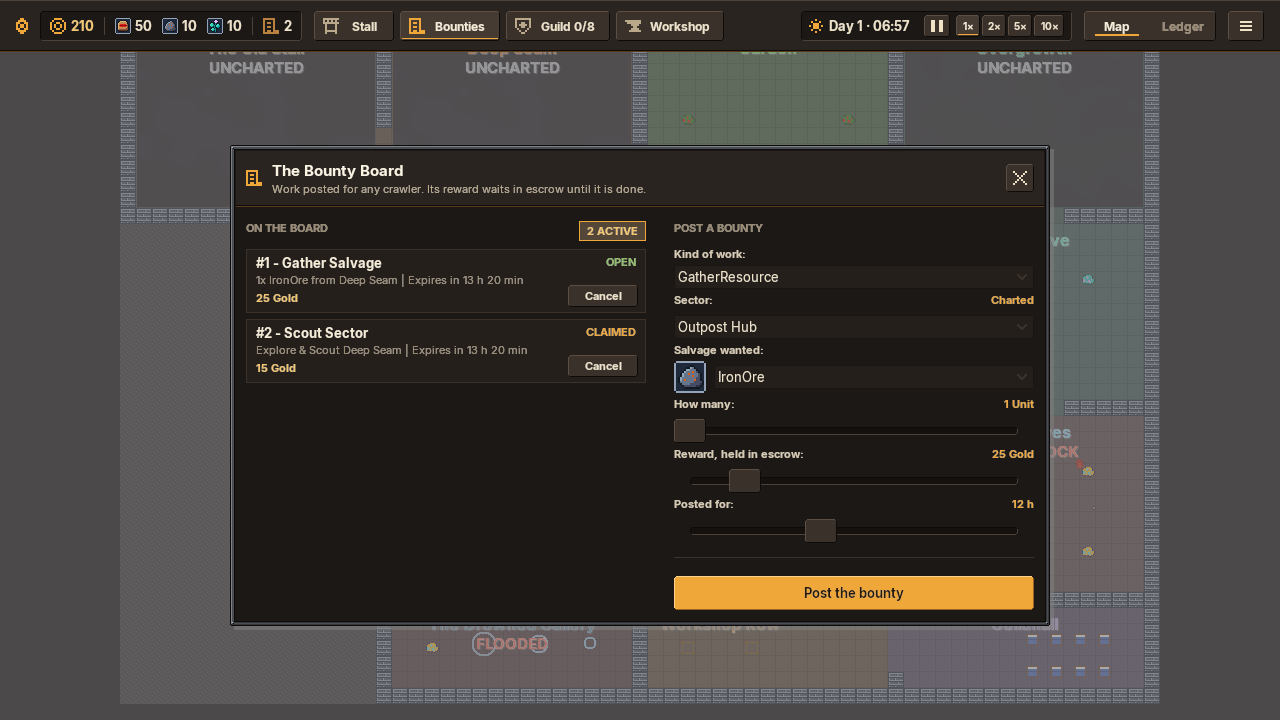 210
50
10
10
2
Stall
Bounties
Guild 0/8
Workshop
Day 1 · 06:57
1x
2x
5x
10x
Map
Ledger
UNCHARTED
UNCHARTED
UNCHARTED
The Bounty Board
Work posted for any crawler. Its reward waits in escrow until it is done.
ON THE BOARD
2 ACTIVE
#1 - Gather Salvage
OPEN
1x IronOre from Deep Seam | Expires in 13 h 20 min
25 Gold
Cancel
#2 - Scout Sector
CLAIMED
Explore & Scout Deep Seam | Expires in 13 h 20 min
15 Gold
Cancel
POST A BOUNTY
Kind of work:
GatherResource
Sector:
Charted
Outpost Hub
Salvage wanted:
IronOre
How many:
1 Unit
Reward, held in escrow:
25 Gold
Posted for:
12 h
Post the bounty
FLOODED